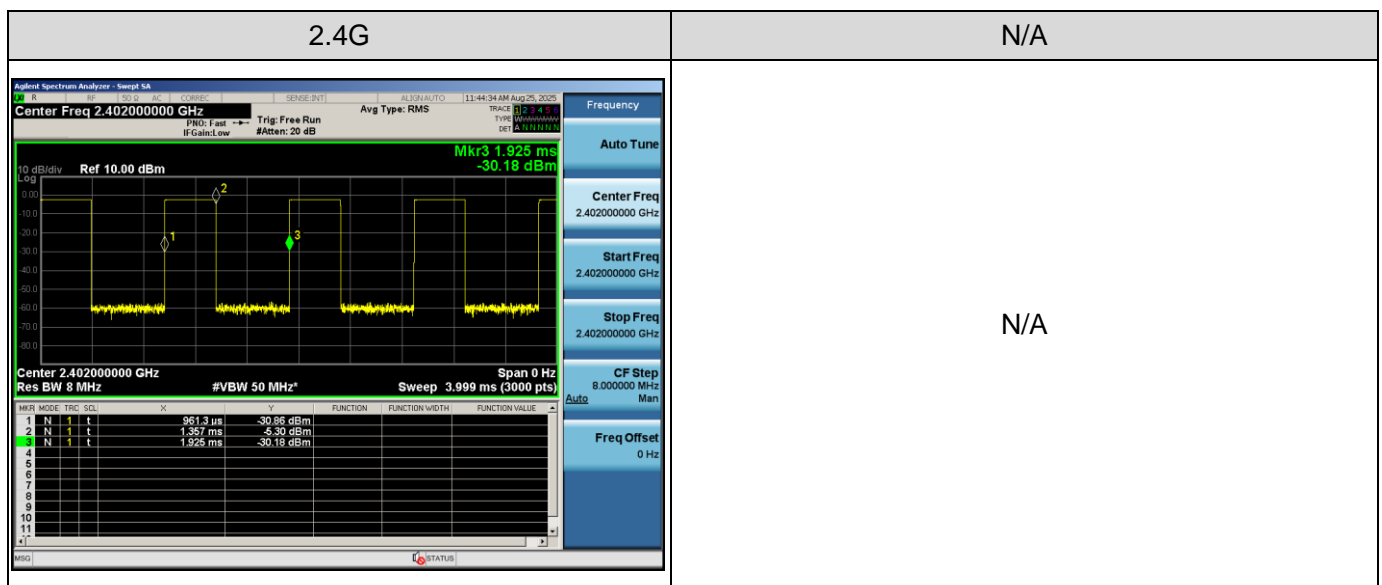 2.4G N/A
Agilent Spectrum Analyzer - Swept SA
R RF 50 Ω AC CORREC SENSE:INT ALIGN AUTO 11:44:34 AM Aug 25, 2025
Center Freq 2.402000000 GHz Avg Type: RMS TRACE 1 2 3 4 5 6
PNO: Fast Trig: Free Run TYPE
IFGain:Low #Atten: 20 dB DET A N N N N N
Mkr3 1.925 ms
-30.18 dBm
10 dB/div Ref 10.00 dBm
Log
0.00
-10.0
-20.0
-30.0
-40.0
-50.0
-60.0
-70.0
-80.0
2
1
3
Center 2.402000000 GHz Span 0 Hz
Res BW 8 MHz #VBW 50 MHz* Sweep 3.999 ms (3000 pts)
MKR MODE TRC SCL X Y FUNCTION FUNCTION WIDTH FUNCTION VALUE
1 N 1 t 961.3 µs -30.86 dBm
2 N 1 t 1.357 ms -5.30 dBm
3 N 1 t 1.925 ms -30.18 dBm
4
5
6
7
8
9
10
11
MSG STATUS
Frequency
Auto Tune
Center Freq
2.402000000 GHz
Start Freq
2.402000000 GHz
Stop Freq
2.402000000 GHz
CF Step
8.000000 MHz
Auto Man
Freq Offset
0 Hz
N/A